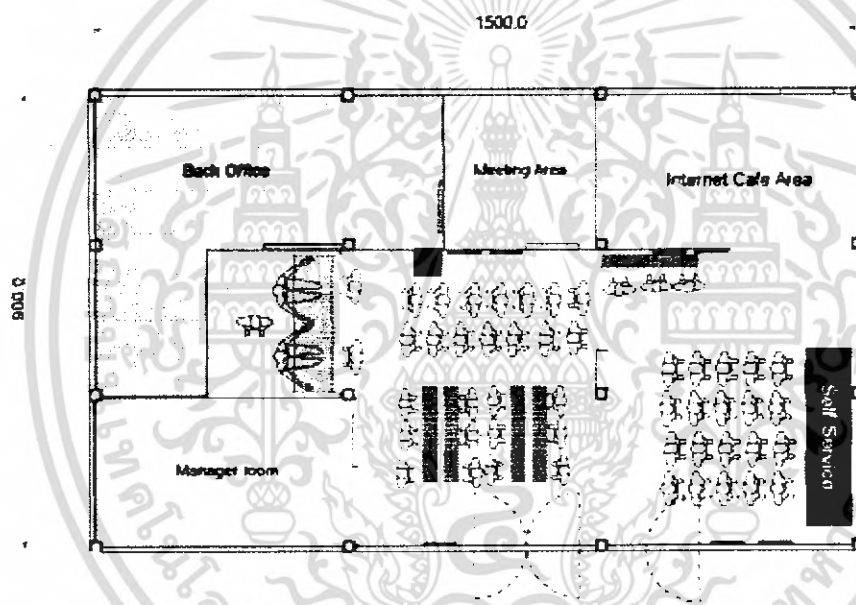 1500.0
Back Office
Meeting Area
Internet Cafe Area
900.0
Manager room
Self Service